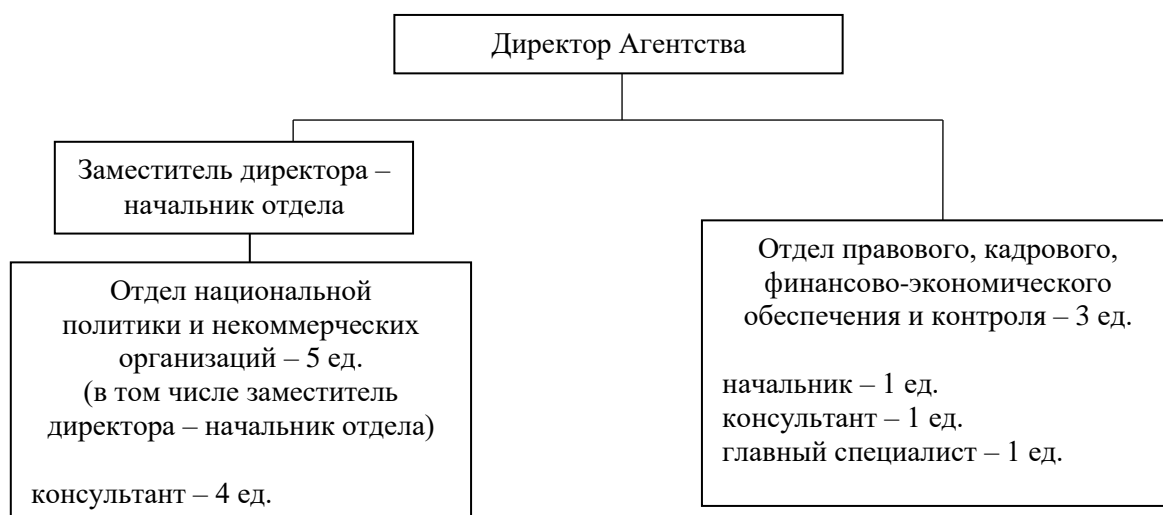 Директор Агентства
Заместитель директора –
начальник отдела
Отдел национальной
политики и некоммерческих
организаций – 5 ед.
(в том числе заместитель
директора – начальник отдела)
консультант – 4 ед.
Отдел правового, кадрового,
финансово-экономического
обеспечения и контроля – 3 ед.
начальник – 1 ед.
консультант – 1 ед.
главный специалист – 1 ед.